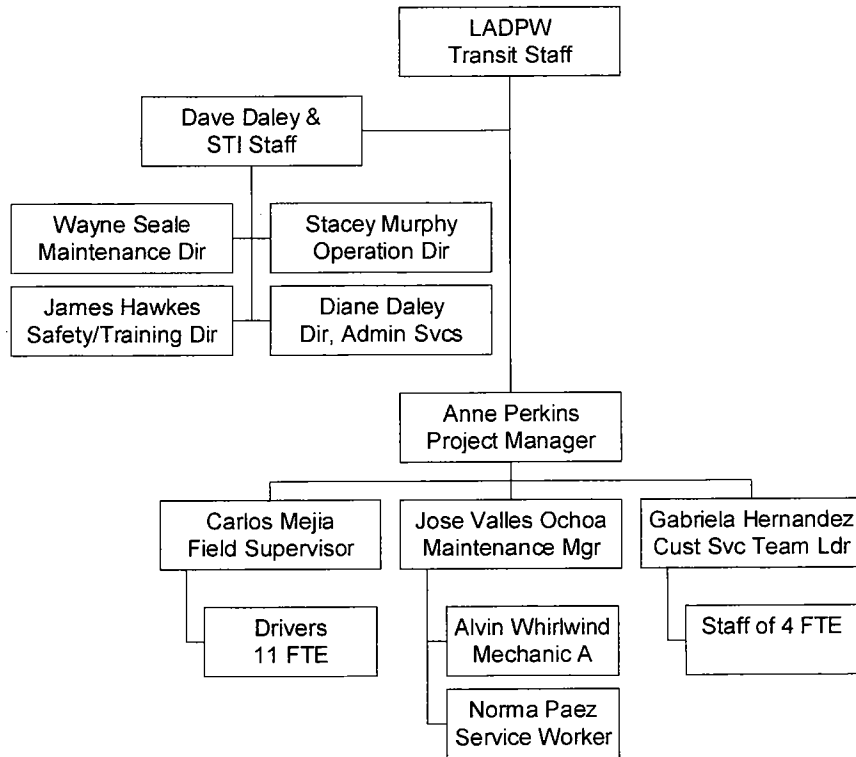 LADPW
Transit Staff
Dave Daley &
STI Staff
Wayne Seale
Maintenance Dir
Stacey Murphy
Operation Dir
James Hawkes
Safety/Training Dir
Diane Daley
Dir, Admin Svcs
Anne Perkins
Project Manager
Carlos Mejia
Field Supervisor
Jose Valles Ochoa
Maintenance Mgr
Gabriela Hernandez
Cust Svc Team Ldr
Drivers
11 FTE
Alvin Whirlwind
Mechanic A
Staff of 4 FTE
Norma Paez
Service Worker